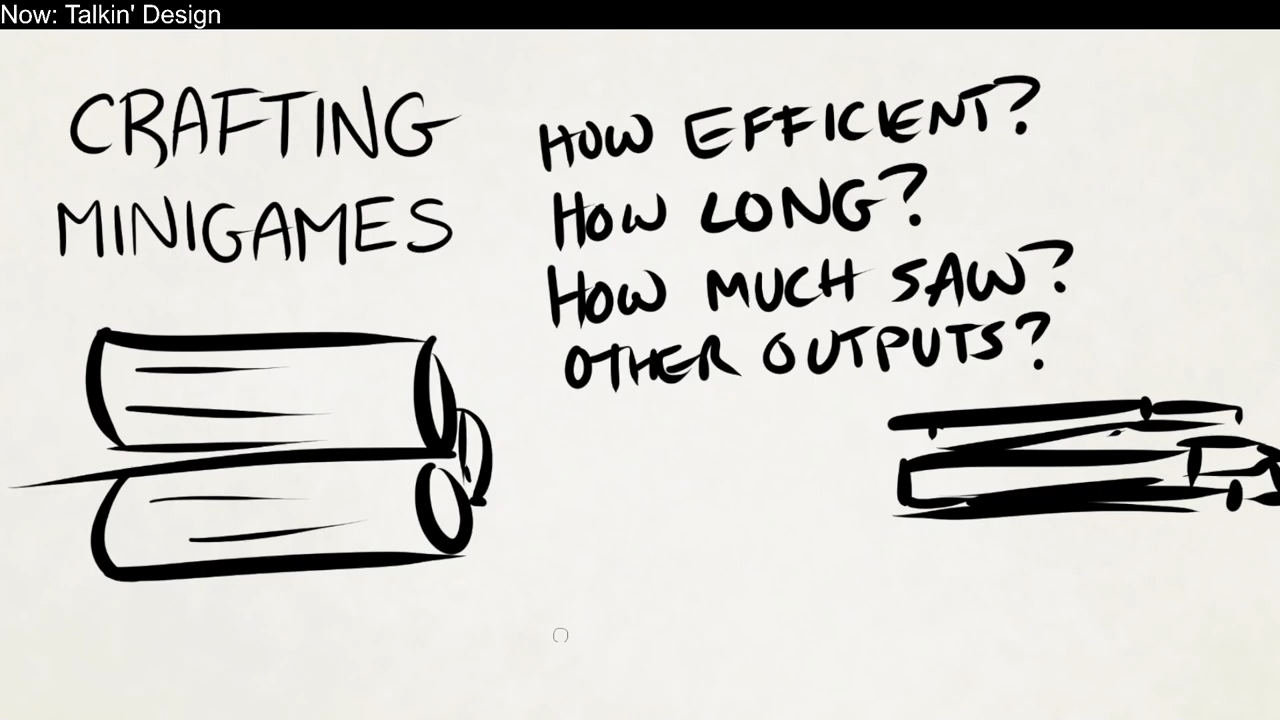 Now: Talkin' Design
CRAFTING
MINIGAMES
HOW EFFICIENT?
HOW LONG?
HOW MUCH SAW?
OTHER OUTPUTS?